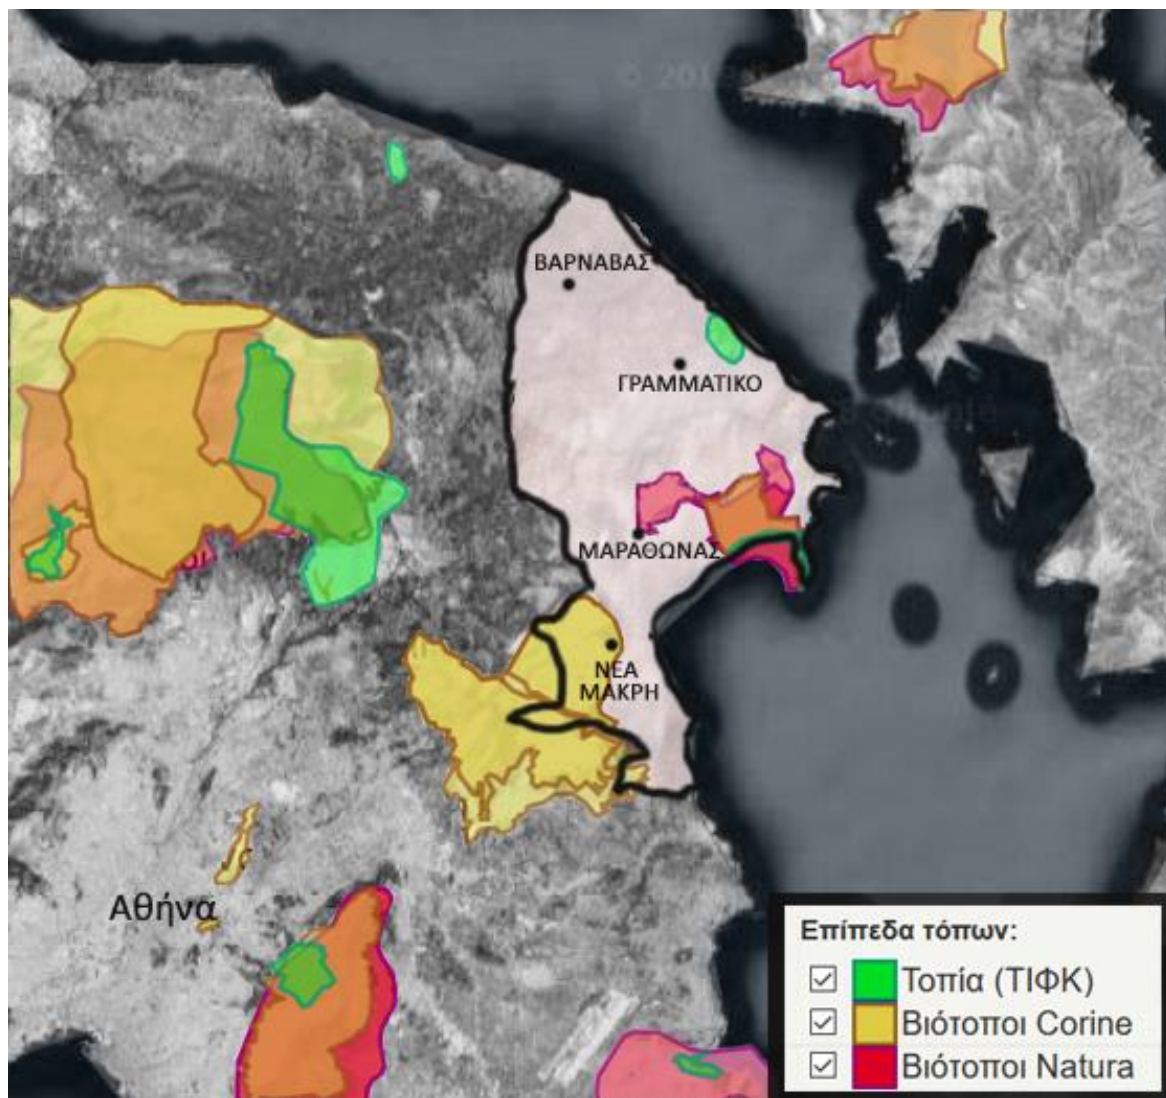 ΒΑΡΝΑΒΑΣ
ΓΡΑΜΜΑΤΙΚΟ
ΜΑΡΑΘΩΝΑΣ
ΝΕΑ
ΜΑΚΡΗ
Αθήνα
Επίπεδα τόπων:
Τοπία (ΤΙΦΚ)
Βιότοποι Corine
Βιότοποι Natura